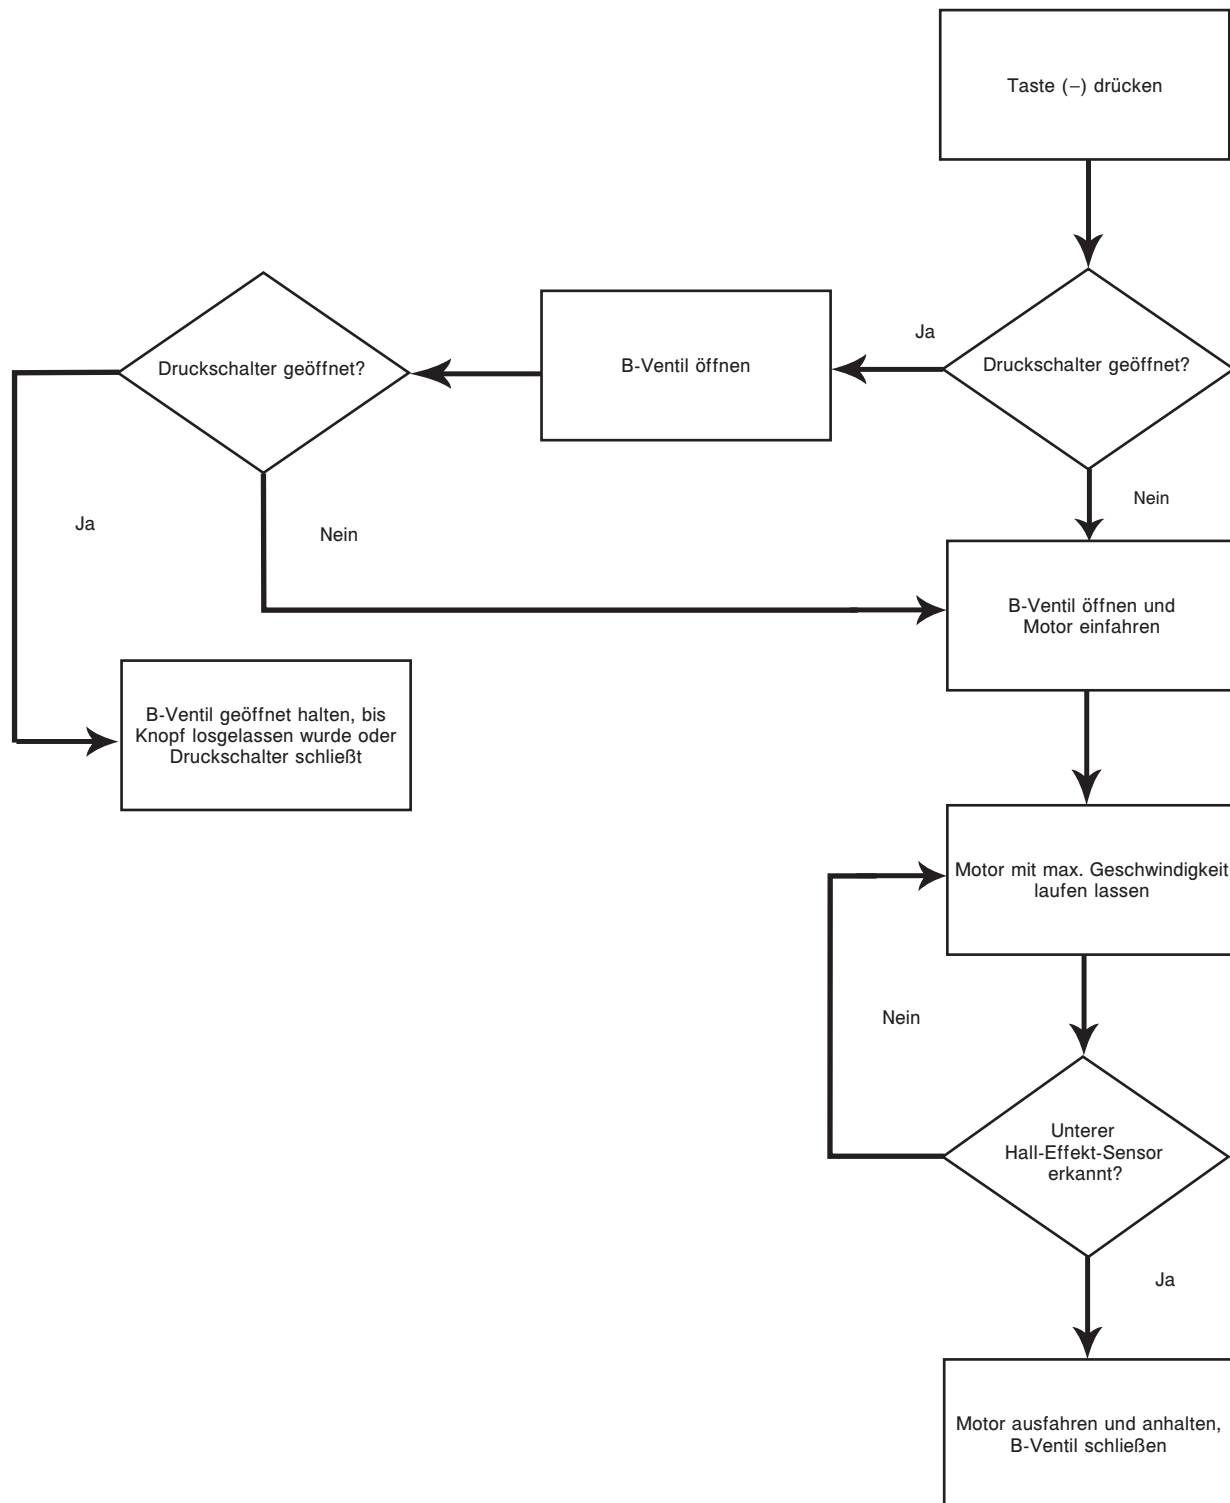 Taste (–) drücken
Ja
Druckschalter geöffnet?
B-Ventil öffnen
Druckschalter geöffnet?
Nein
Ja
Nein
B-Ventil öffnen und
Motor einfahren
B-Ventil geöffnet halten, bis
Knopf losgelassen wurde oder
Druckschalter schließt
Motor mit max. Geschwindigkeit
laufen lassen
Nein
Unterer
Hall-Effekt-Sensor
erkannt?
Ja
Motor ausfahren und anhalten,
B-Ventil schließen